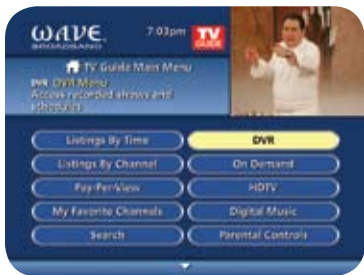 WAVE
BROADBAND
7:03pm
TV
GUIDE
TV Guide Main Menu
DVR DVR Menu
Access recorded shows and
schedules
Listings By Time
DVR
Listings By Channel
On Demand
Pay-Per-View
HDTV
My Favorite Channels
Digital Music
Search
Parental Controls